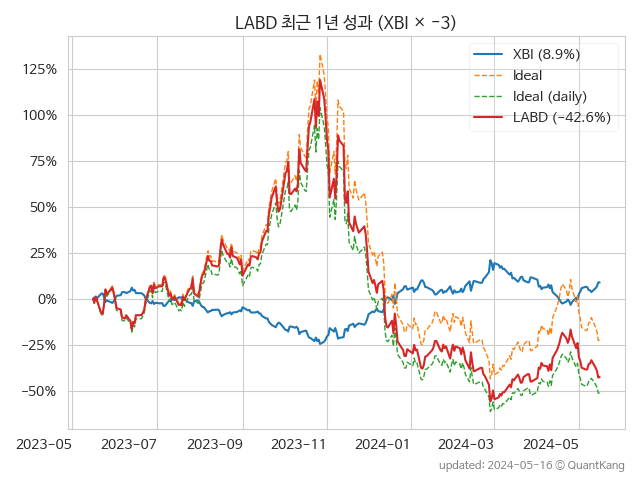 LABD 최근 1년 성과 (XBI × −3)
XBI (8.9%)
Ideal
Ideal (daily)
LABD (−42.6%)
125%
100%
75%
50%
25%
0%
−25%
−50%
2023−05
2023−07
2023−09
2023−11
2024−01
2024−03
2024−05
updated: 2024-05-16 © QuantKang